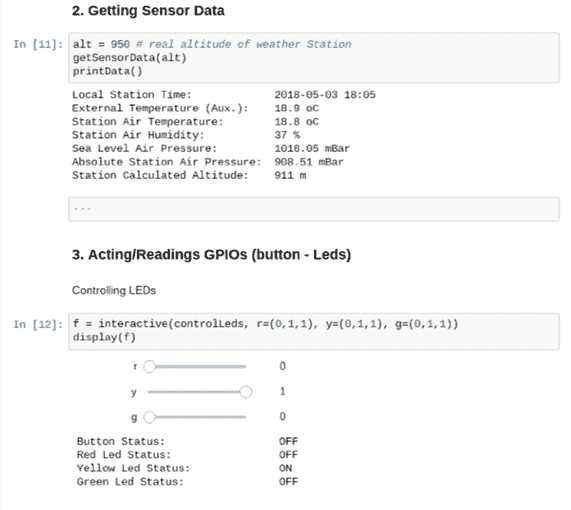 2. Getting Sensor Data
In [11]: alt = 950 # real altitude of weather Station
getSensorData(alt)
printData()
Local Station Time: 2018-05-03 18:05
External Temperature (Aux.): 18.9 oC
Station Air Temperature: 18.8 oC
Station Air Humidity: 37 %
Sea Level Air Pressure: 1018.05 mBar
Absolute Station Air Pressure: 908.51 mBar
Station Calculated Altitude: 911 m
---
3. Acting/Readings GPIOs (button - Leds)
Controlling LEDs
In [12]: f = interactive(controlLeds, r=(0,1,1), y=(0,1,1), g=(0,1,1))
display(f)
r 0
y 1
g 0
Button Status: OFF
Red Led Status: OFF
Yellow Led Status: ON
Green Led Status: OFF